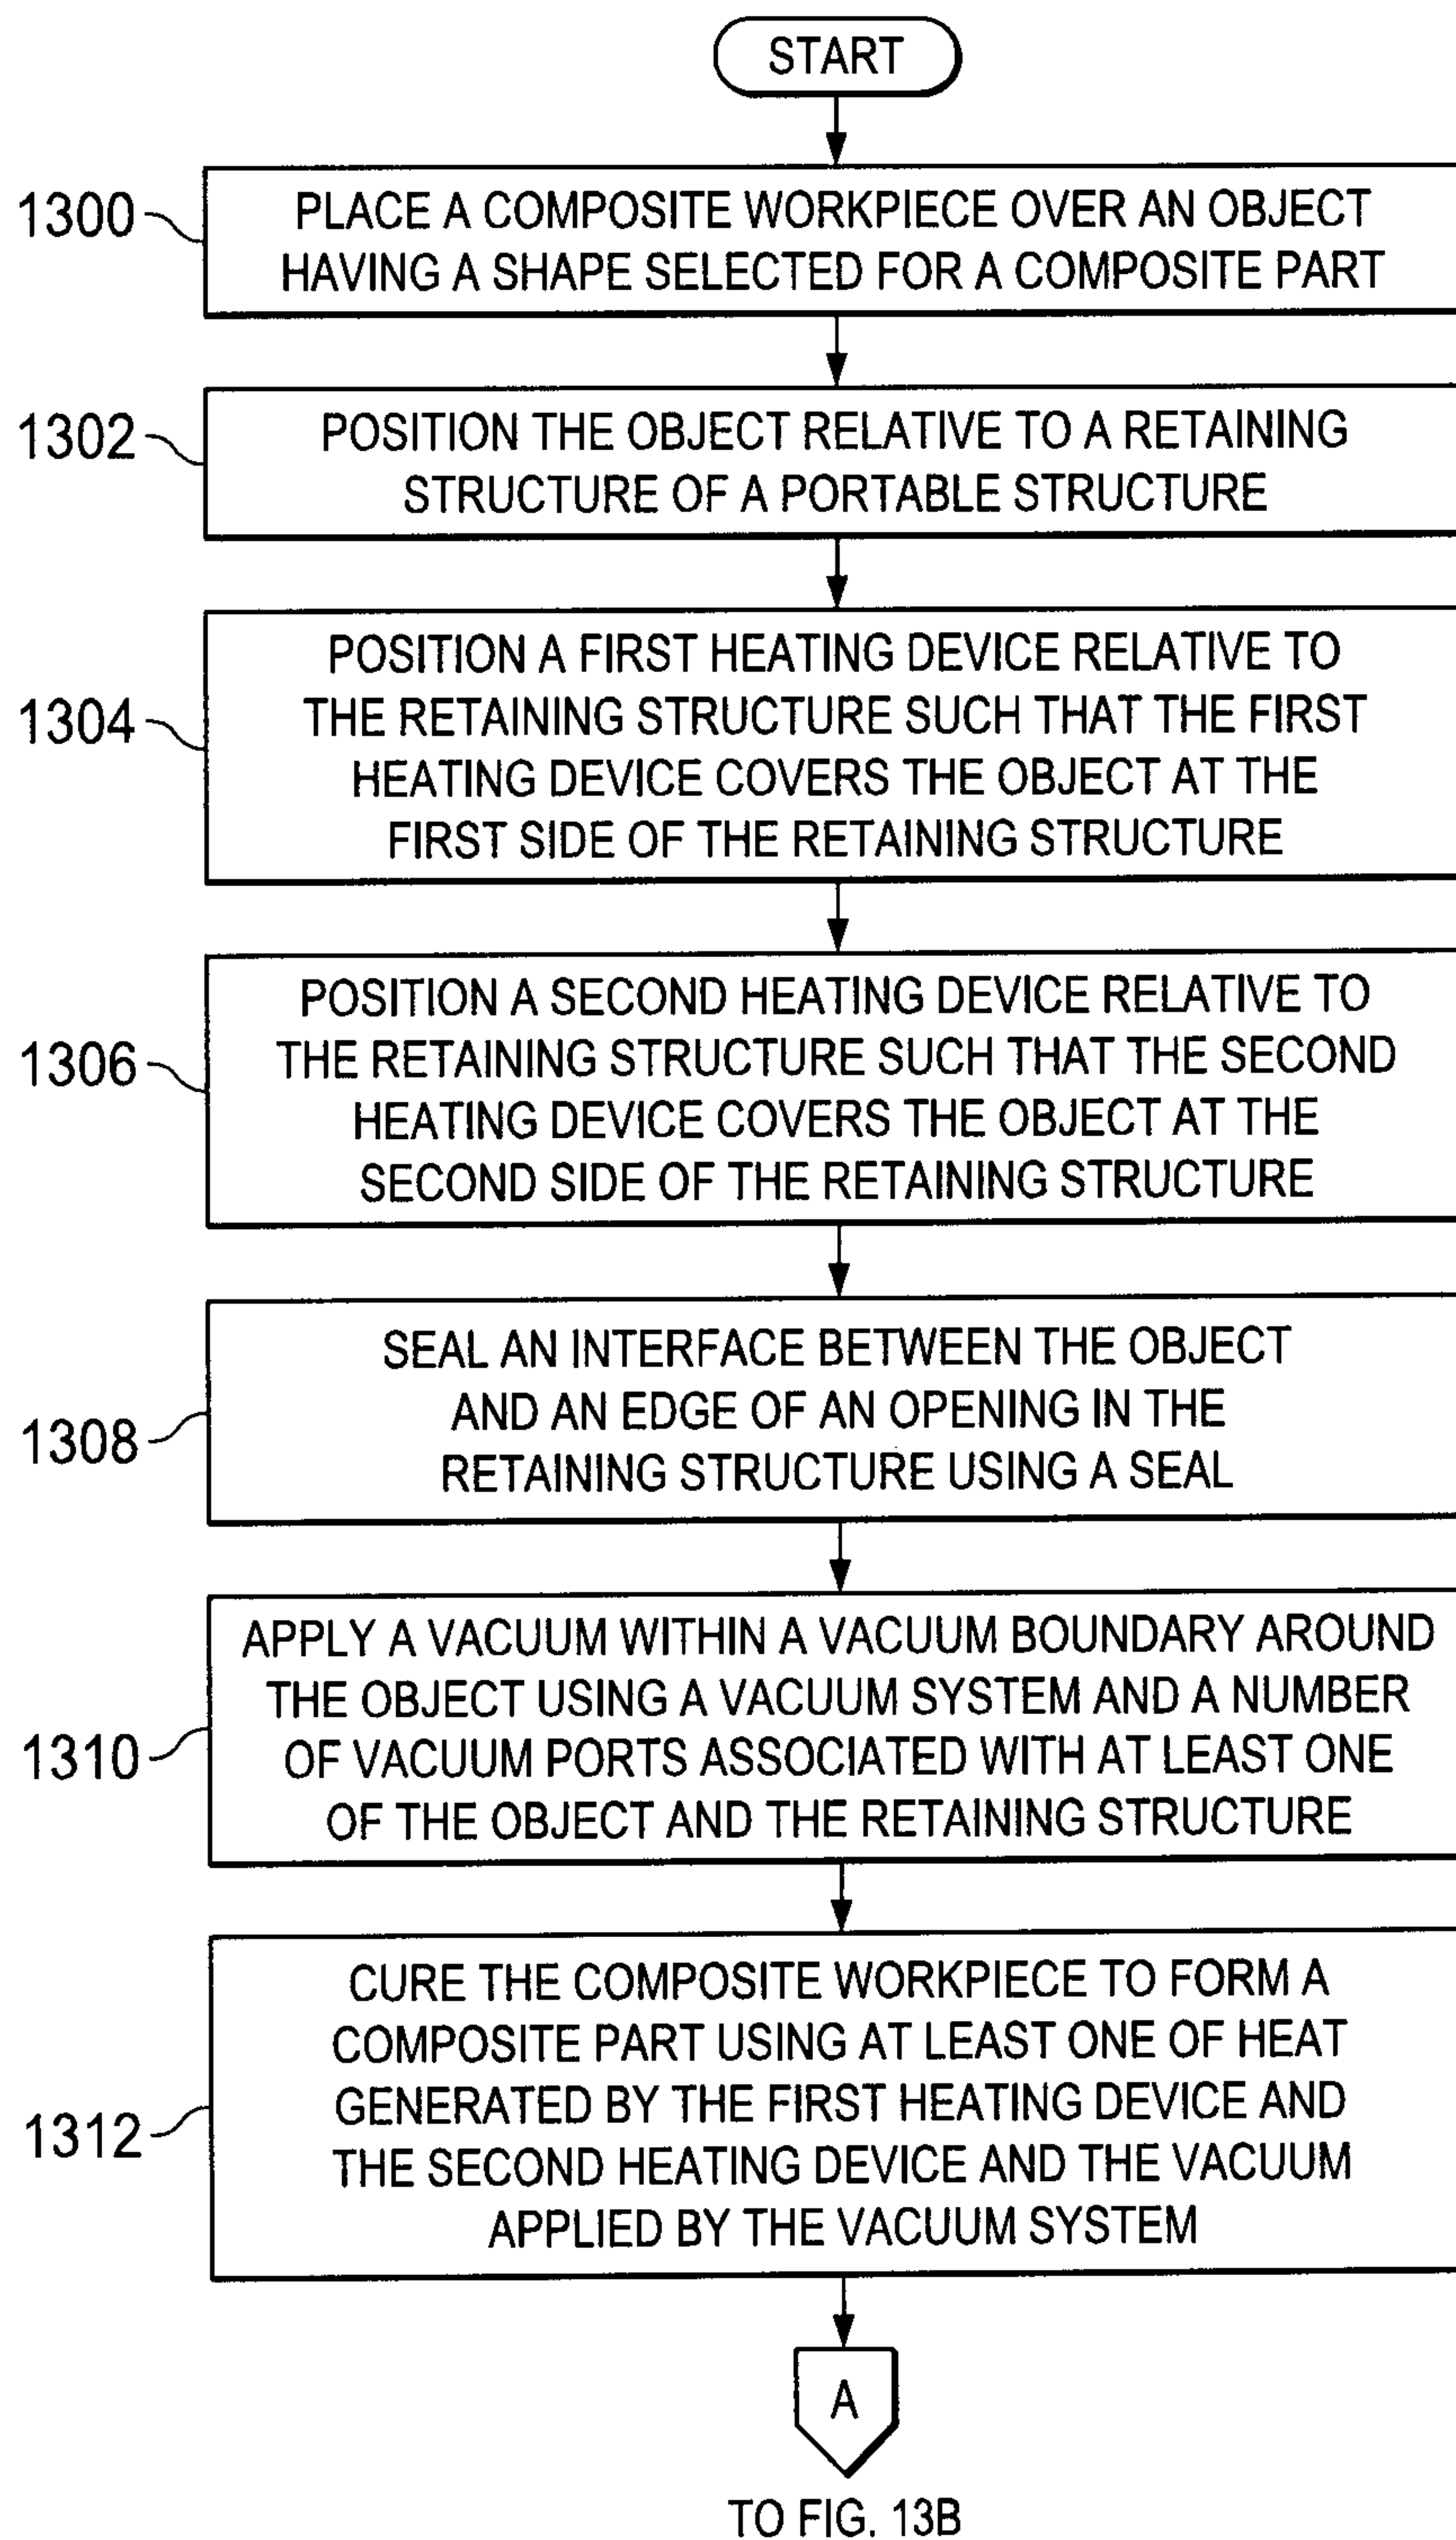 START
1300
PLACE A COMPOSITE WORKPIECE OVER AN OBJECT
HAVING A SHAPE SELECTED FOR A COMPOSITE PART
1302
POSITION THE OBJECT RELATIVE TO A RETAINING
STRUCTURE OF A PORTABLE STRUCTURE
1304
POSITION A FIRST HEATING DEVICE RELATIVE TO
THE RETAINING STRUCTURE SUCH THAT THE FIRST
HEATING DEVICE COVERS THE OBJECT AT THE
FIRST SIDE OF THE RETAINING STRUCTURE
1306
POSITION A SECOND HEATING DEVICE RELATIVE TO
THE RETAINING STRUCTURE SUCH THAT THE SECOND
HEATING DEVICE COVERS THE OBJECT AT THE
SECOND SIDE OF THE RETAINING STRUCTURE
1308
SEAL AN INTERFACE BETWEEN THE OBJECT
AND AN EDGE OF AN OPENING IN THE
RETAINING STRUCTURE USING A SEAL
1310
APPLY A VACUUM WITHIN A VACUUM BOUNDARY AROUND
THE OBJECT USING A VACUUM SYSTEM AND A NUMBER
OF VACUUM PORTS ASSOCIATED WITH AT LEAST ONE
OF THE OBJECT AND THE RETAINING STRUCTURE
1312
CURE THE COMPOSITE WORKPIECE TO FORM A
COMPOSITE PART USING AT LEAST ONE OF HEAT
GENERATED BY THE FIRST HEATING DEVICE AND
THE SECOND HEATING DEVICE AND THE VACUUM
APPLIED BY THE VACUUM SYSTEM
A
TO FIG. 13B